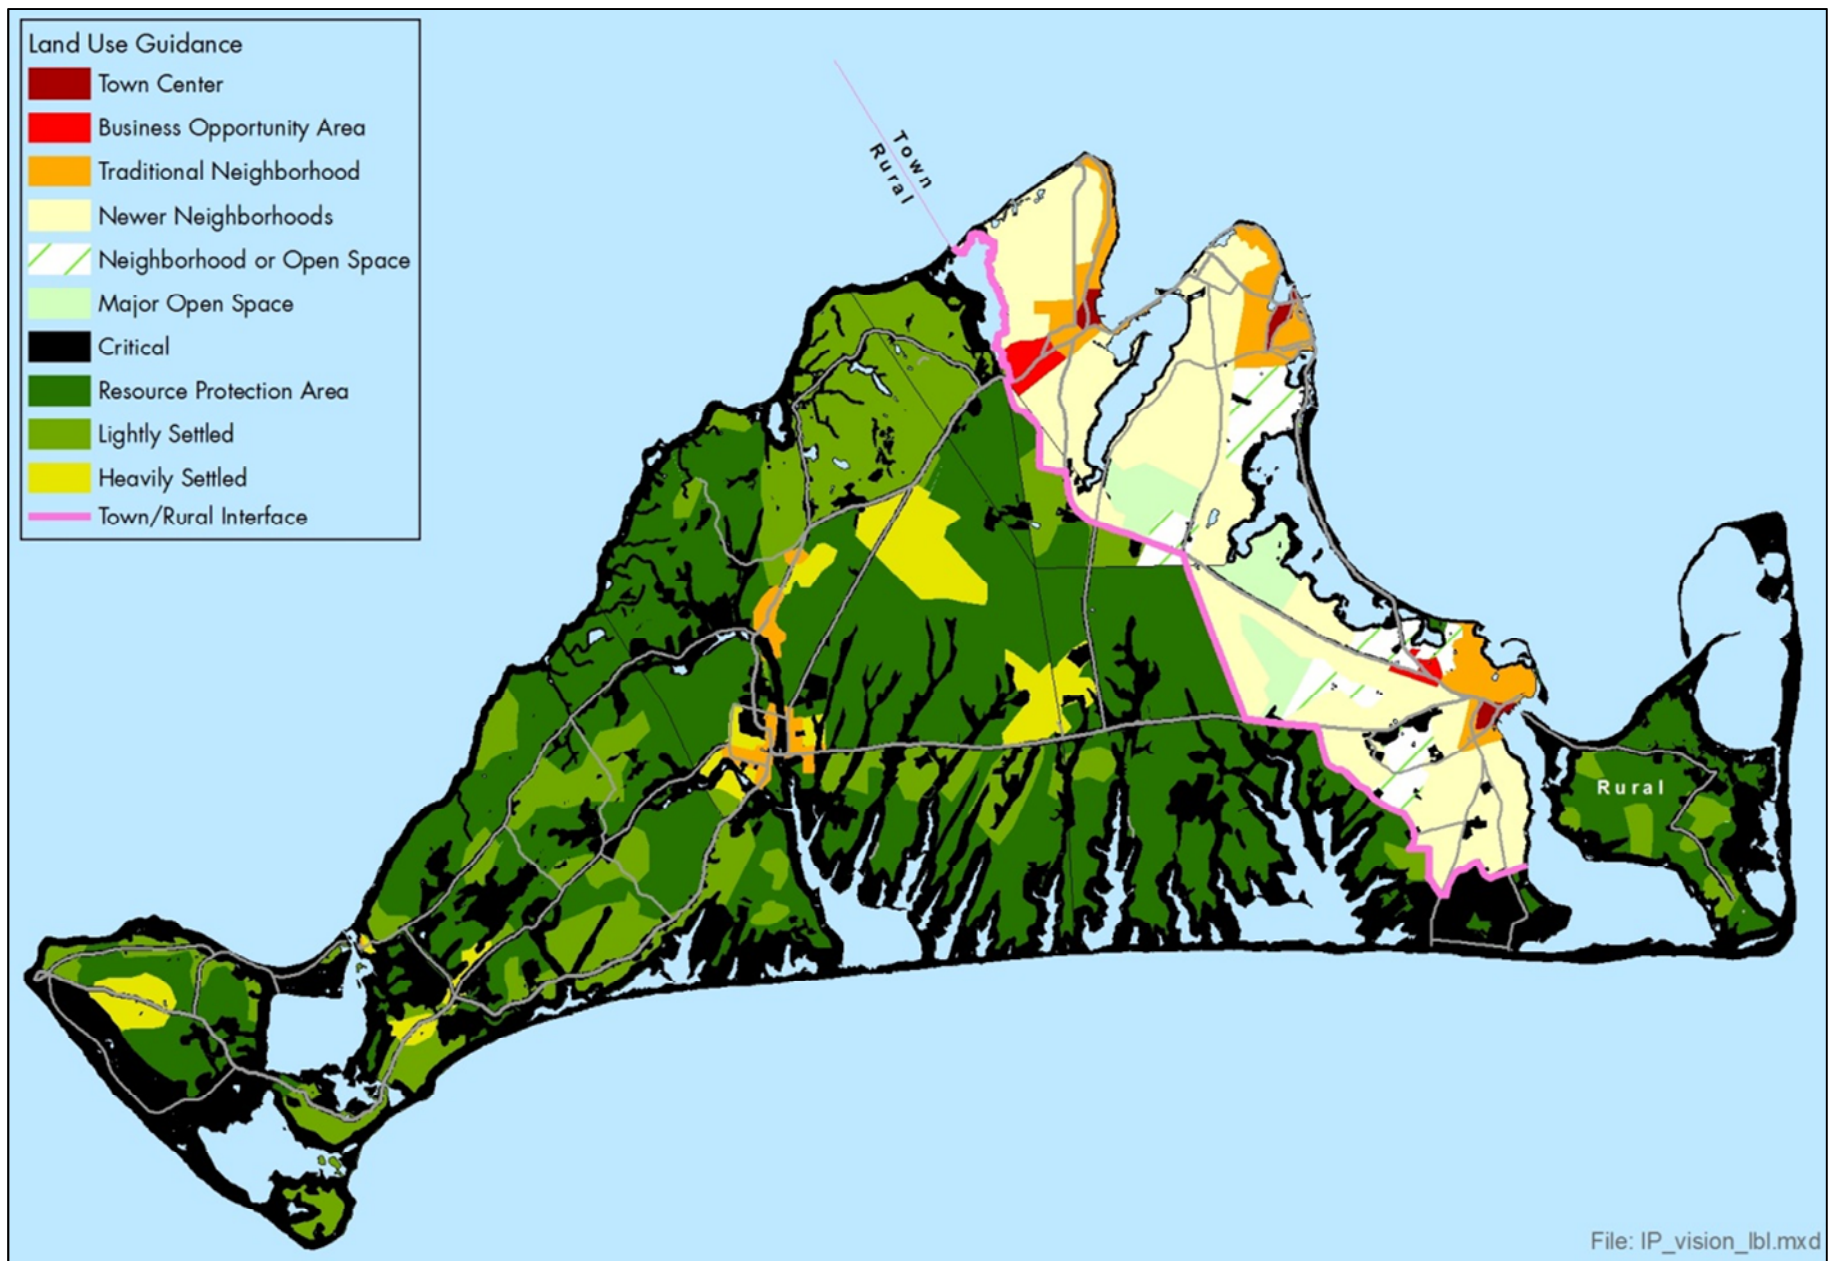 Land Use Guidance
Town Center
Business Opportunity Area
Traditional Neighborhood
Newer Neighborhoods
Neighborhood or Open Space
Major Open Space
Critical
Resource Protection Area
Lightly Settled
Heavily Settled
Town/Rural Interface
Town
Rural
Rural
File: IP_vision_lbl.mxd